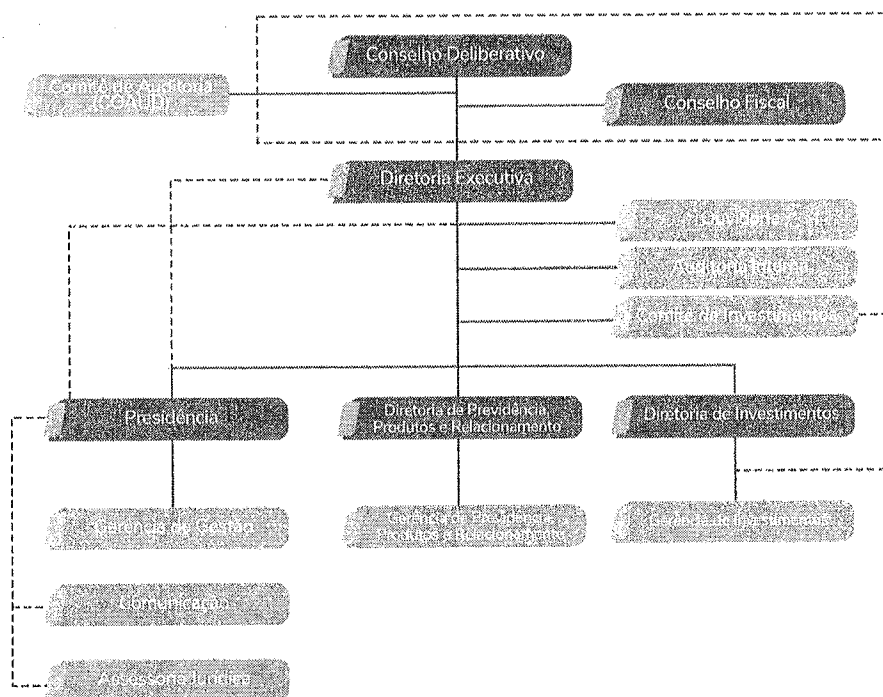 Conselho Deliberativo
Comitê de Auditoria
(COAUD)
Conselho Fiscal
Diretoria Executiva
Ouvidoria
Auditoria Interna
Comitê de Investimentos
Presidência
Diretoria de Previdência,
Produtos e Relacionamento
Diretoria de Investimentos
Gerência de Gestão
Gerência de Previdência,
Produtos e Relacionamento
Gerência de Investimentos
Comunicação
Assessoria Jurídica